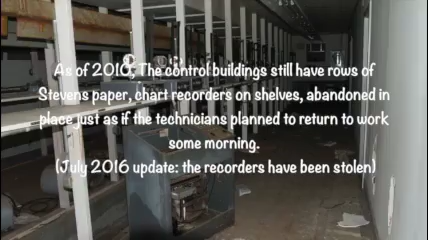 As of 2010, The control buildings still have rows of
Stevens paper, chart recorders on shelves, abandoned in
place just as if the technicians planned to return to work
some morning.
(July 2016 update: the recorders have been stolen)